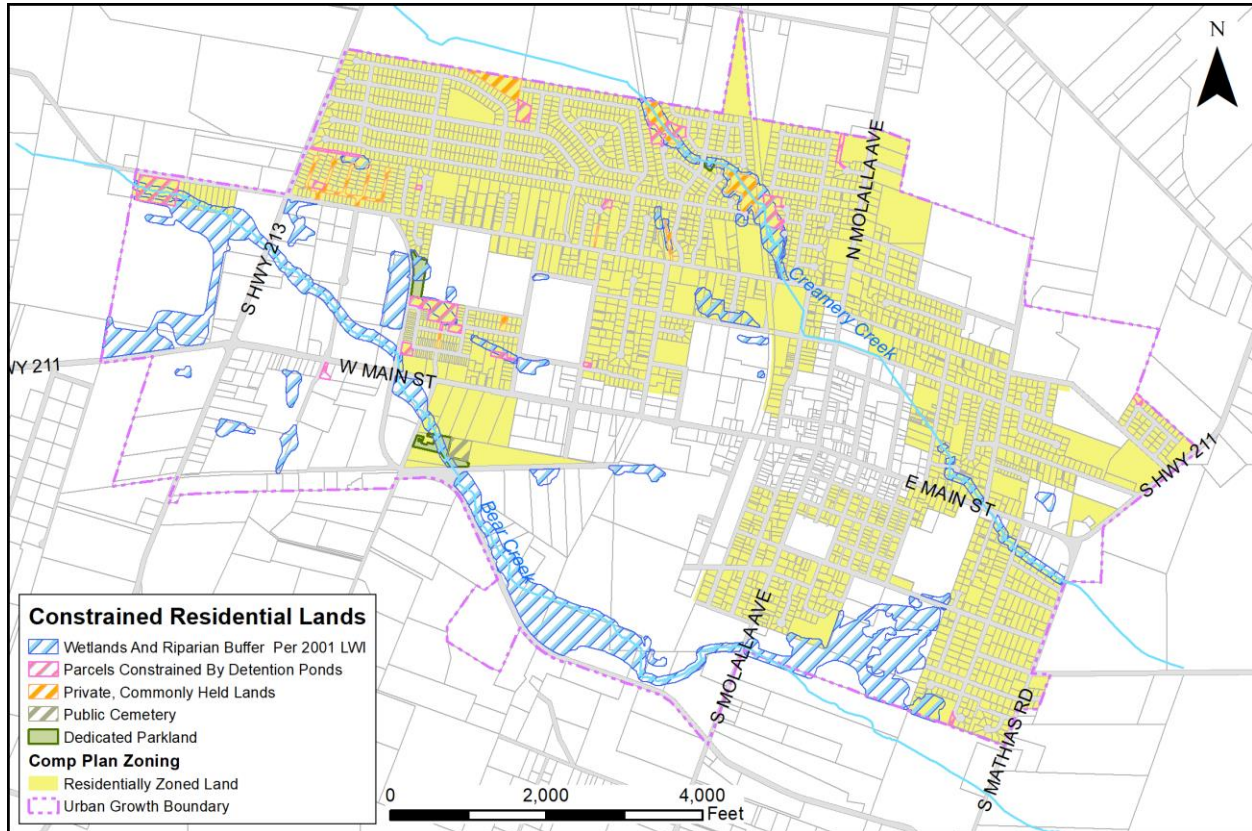 N
N MOLALLA AVE
S HWY 213
Creamery Creek
WY 211
W MAIN ST
S HWY 211
E MAIN ST
Bear Creek
S MOLALLA AVE
S MATHIAS RD
Constrained Residential Lands
Wetlands And Riparian Buffer Per 2001 LWI
Parcels Constrained By Detention Ponds
Private, Commonly Held Lands
Public Cemetery
Dedicated Parkland
Comp Plan Zoning
Residentially Zoned Land
Urban Growth Boundary
0 2,000 4,000
Feet